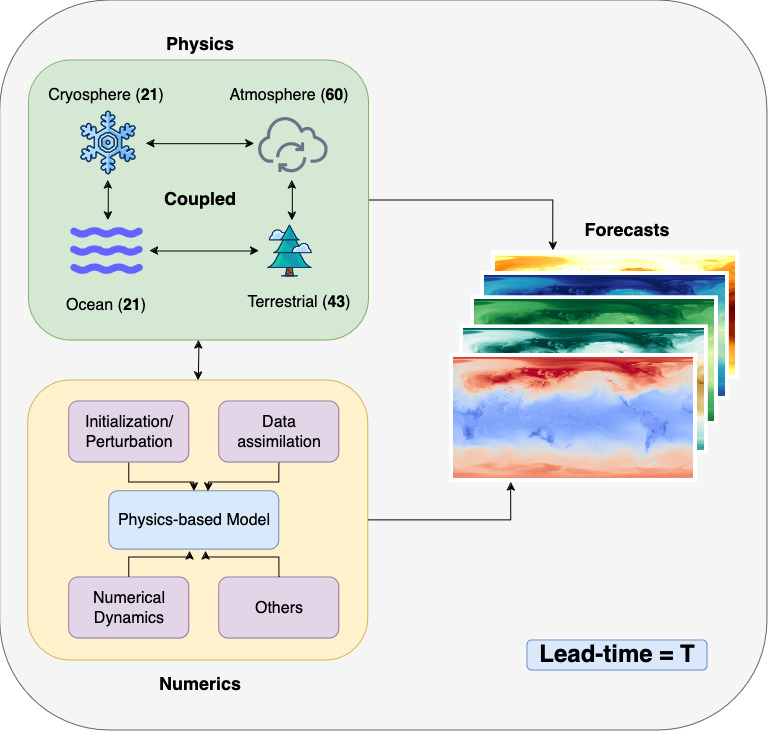 Physics
Cryosphere (21)
Atmosphere (60)
Coupled
Ocean (21)
Terrestrial (43)
Forecasts
Initialization/
Perturbation
Data
assimilation
Physics-based Model
Numerical
Dynamics
Others
Lead-time = T
Numerics